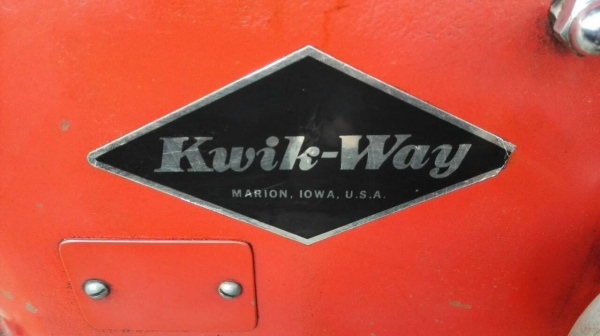 Kwik-Way
MARION, IOWA, U.S.A.